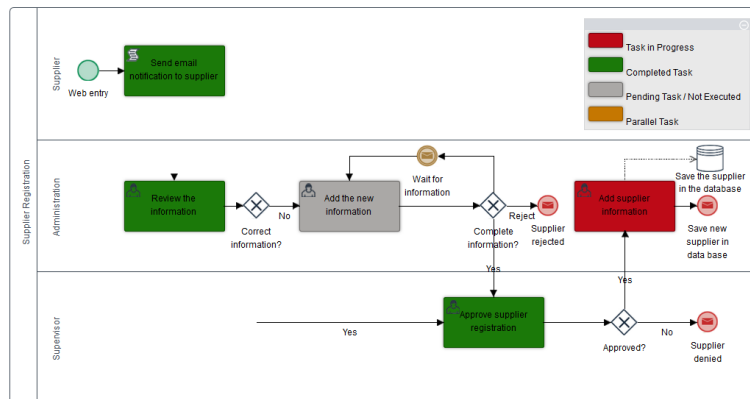 Supplier Registration
Supplier
Web entry
Send email
notification to supplier
Task in Progress
Completed Task
Pending Task / Not Executed
Parallel Task
Administration
Review the
information
Correct
information?
No
Add the new
information
Wait for
information
Complete
information?
Reject
Supplier
rejected
Add supplier
Information
Save the supplier
in the database
Save new
supplier in
data base
Yes
Yes
Supervisor
Yes
Approve supplier
registration
Approved?
No
Supplier
denied